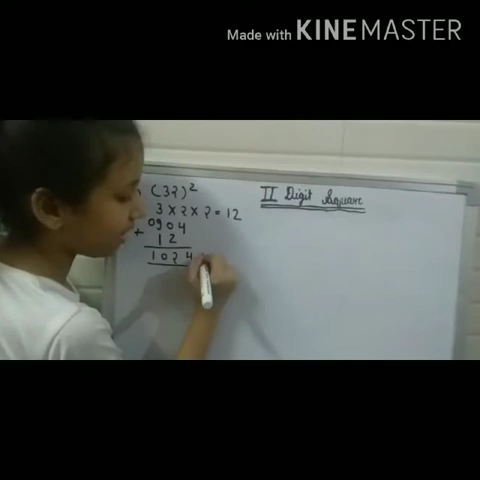 Made with KINEMASTER
II Digit Square
(32)²
3 × 2 × 2 = 12
0904
+ 12
1024